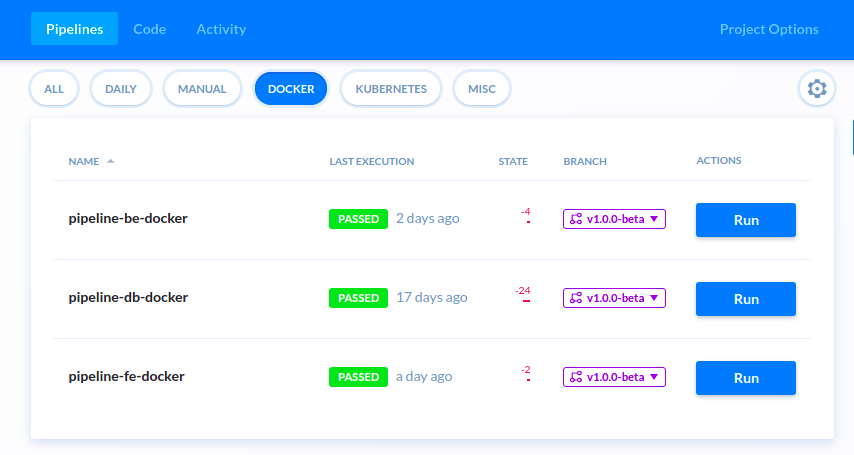 Pipelines Code Activity Project Options
ALL DAILY MANUAL DOCKER KUBERNETES MISC
NAME LAST EXECUTION STATE BRANCH ACTIONS
pipeline-be-docker PASSED 2 days ago -4 v1.0.0-beta Run
pipeline-db-docker PASSED 17 days ago -24 v1.0.0-beta Run
pipeline-fe-docker PASSED a day ago -2 v1.0.0-beta Run